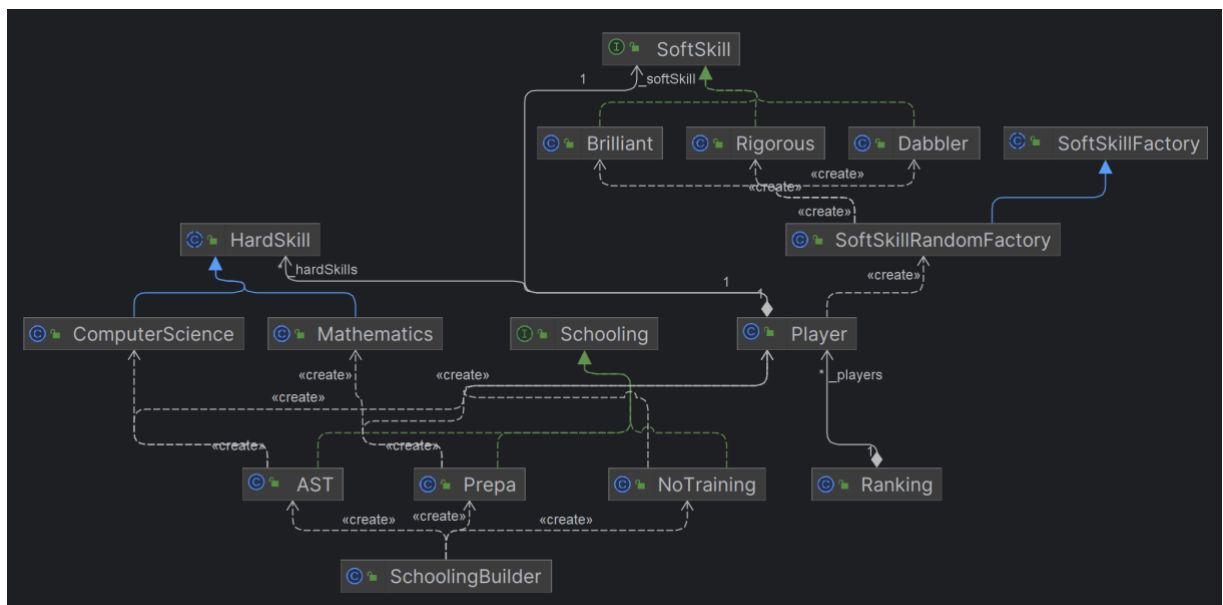 SoftSkill
1
_softSkill
Brilliant
Rigorous
Dabbler
SoftSkillFactory
«create»
«create»
«create»
HardSkill
SoftSkillRandomFactory
*
_hardSkills
«create»
1
1
ComputerScience
Mathematics
Schooling
Player
«create»
«create»
*
_players
«create»
«create»
1
AST
Prepa
NoTraining
Ranking
«create»
«create»
«create»
SchoolingBuilder